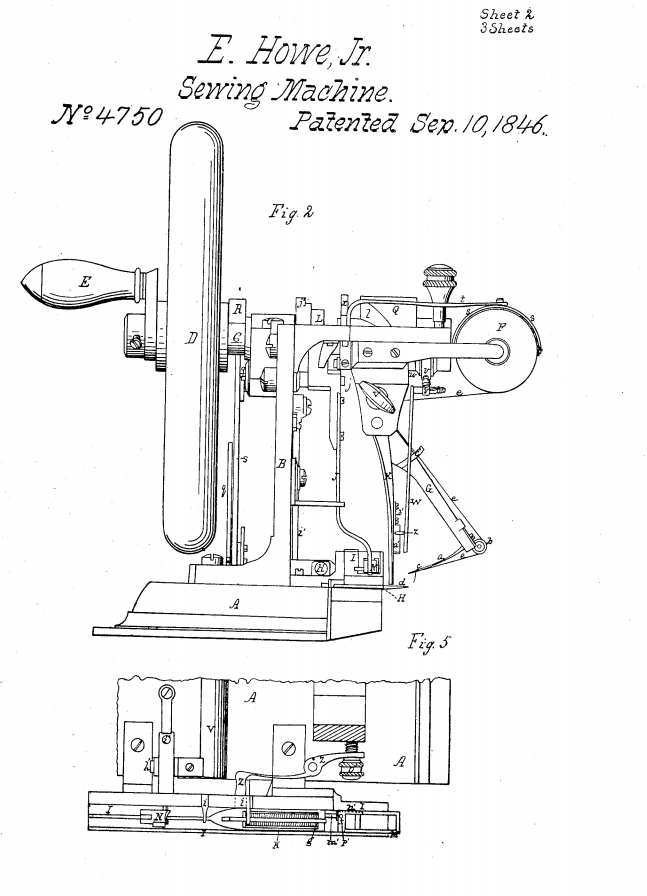 Sheet 2
3 Sheets
E. Howe, Jr.
Sewing Machine.
No 4750
Patented Sep. 10, 1846.
Fig. 2
E
D
R
C
L
l
Q
t
s
F
s
e
B
J
K
G
e
w
z
b
a
c
d
s
H
I
M
A
H
Fig. 5
A
V
A
z
N
i
i
k
g
m'
p'